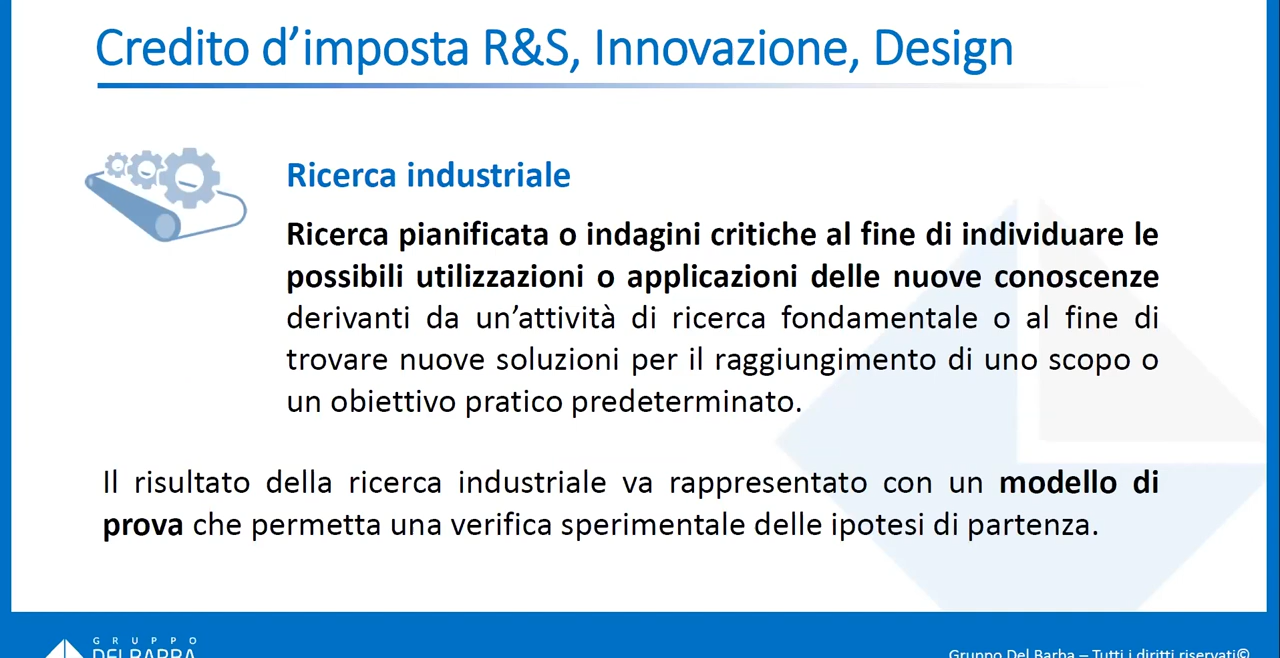 Credito d’imposta R&S, Innovazione, Design
Ricerca industriale
Ricerca pianificata o indagini critiche al fine di individuare le
possibili utilizzazioni o applicazioni delle nuove conoscenze
derivanti da un’attività di ricerca fondamentale o al fine di
trovare nuove soluzioni per il raggiungimento di uno scopo o
un obiettivo pratico predeterminato.
Il risultato della ricerca industriale va rappresentato con un modello di
prova che permetta una verifica sperimentale delle ipotesi di partenza.
GRUPPO
DELBARBA
Gruppo Del Barba – Tutti i diritti riservati©